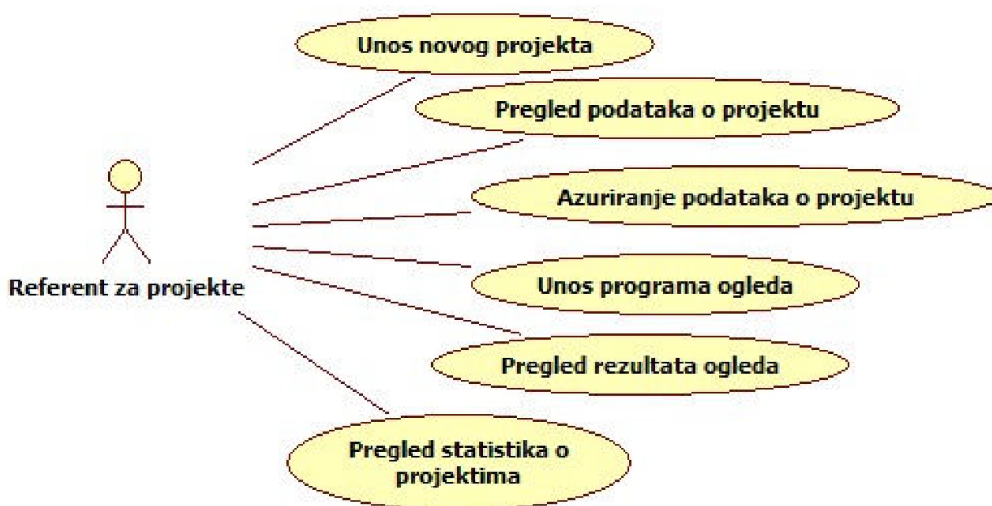 Unos novog projekta
Pregled podataka o projektu
Azuriranje podataka o projektu
Referent za projekte
Unos programa ogleda
Pregled rezultata ogleda
Pregled statistika o
projektima